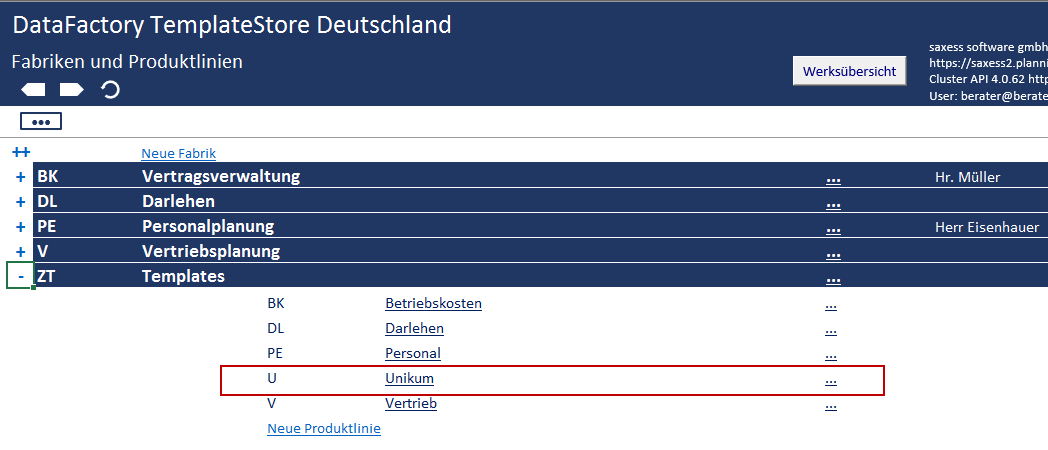 DataFactory TemplateStore Deutschland
Fabriken und Produktlinien
Werksübersicht
saxess software gmbh
https://saxess2.planni
Cluster API 4.0.62 http
User: berater@berate
•••
++ Neue Fabrik
+ BK Vertragsverwaltung ... Hr. Müller
+ DL Darlehen ...
+ PE Personalplanung ... Herr Eisenhauer
+ V Vertriebsplanung ...
- ZT Templates ...
BK Betriebskosten ...
DL Darlehen ...
PE Personal ...
U Unikum ...
V Vertrieb ...
Neue Produktlinie